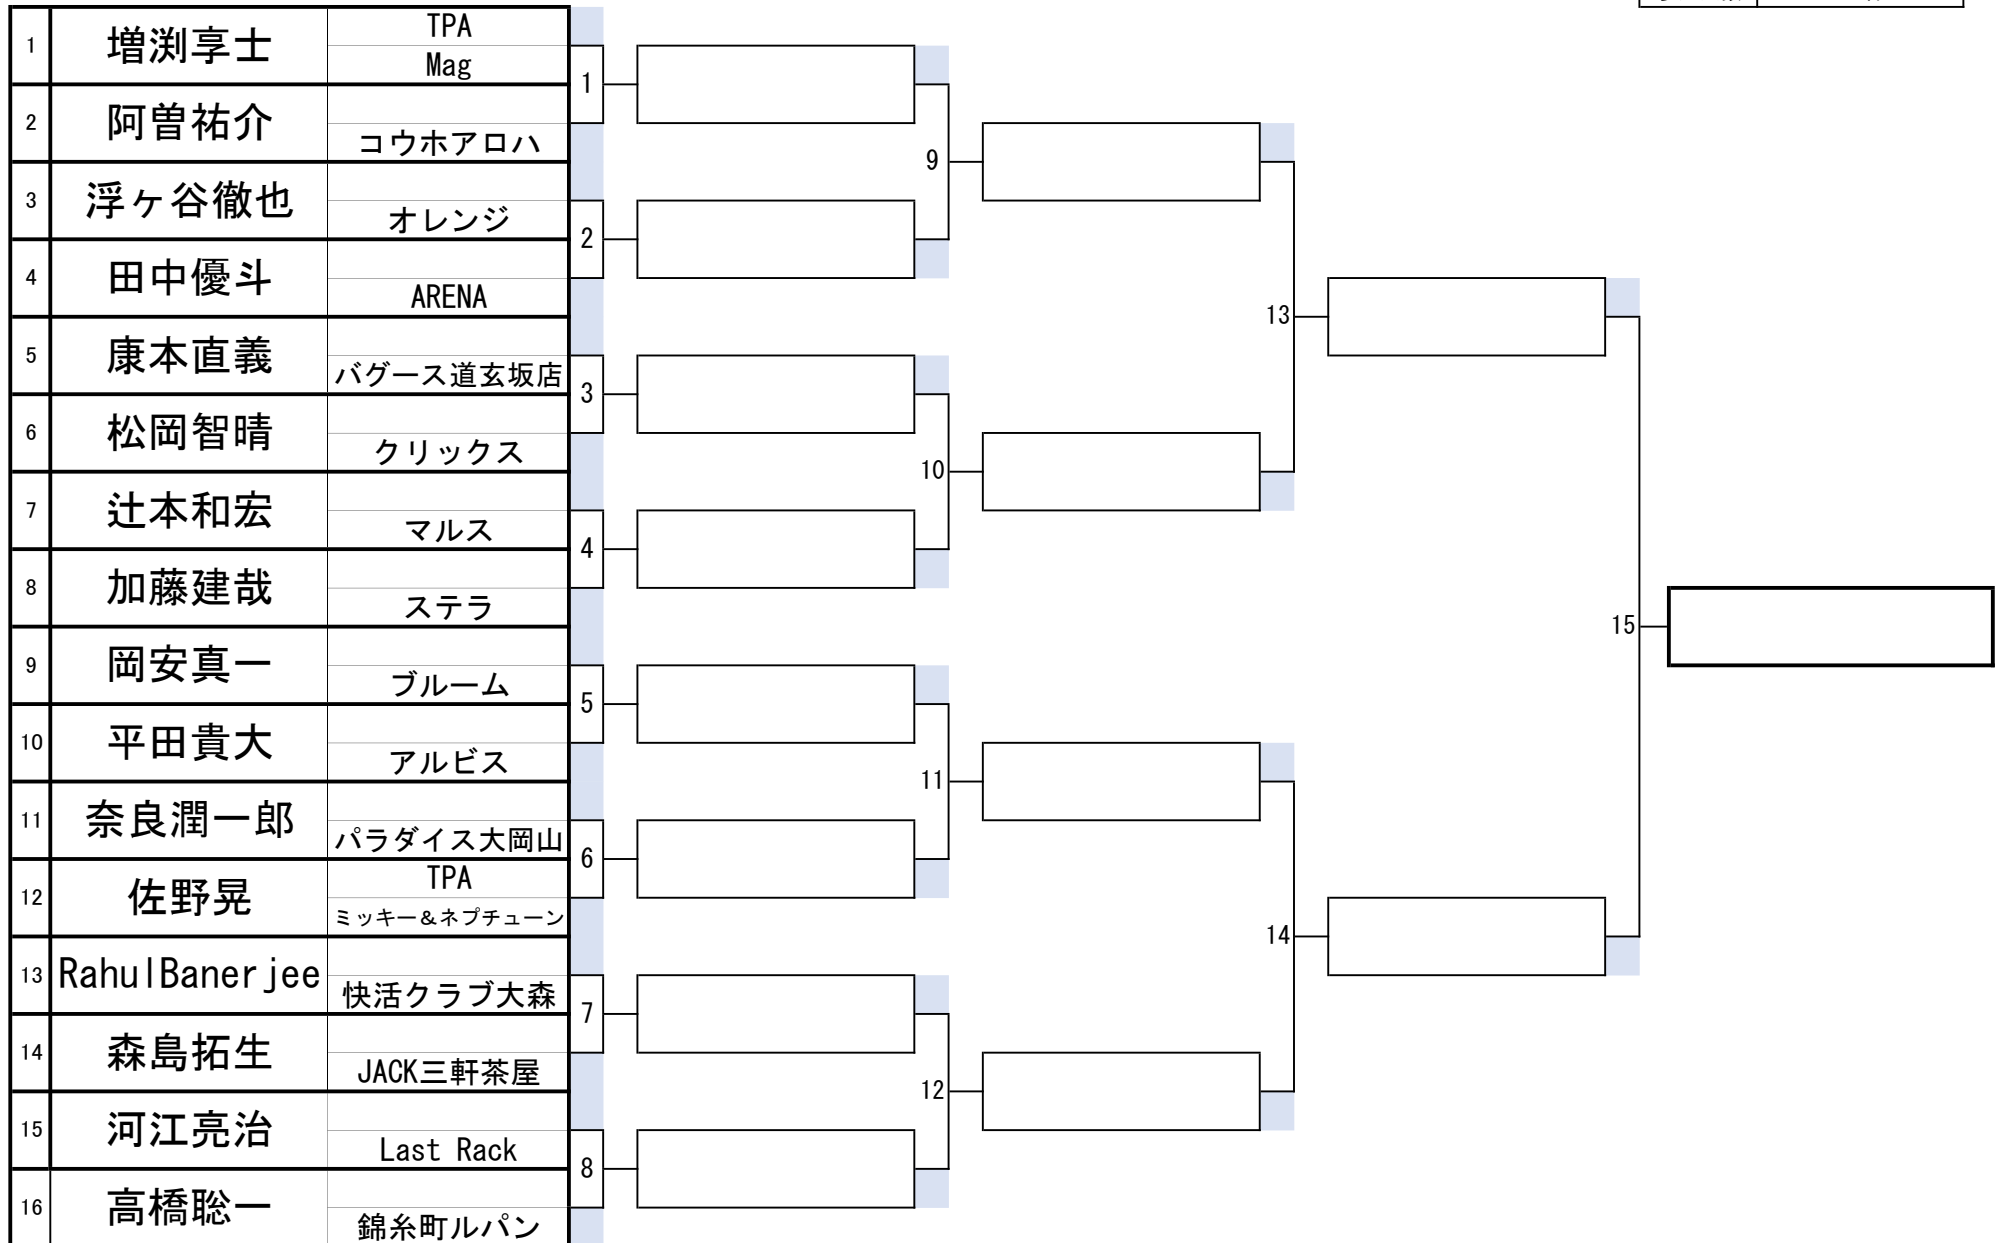 1 増渕享士 TPA
Mag
2 阿曽祐介 コウホアロハ
3 浮ヶ谷徹也 オレンジ
4 田中優斗 ARENA
5 康本直義 バグース道玄坂店
6 松岡智晴 クリックス
7 辻本和宏 マルス
8 加藤建哉 ステラ
9 岡安真一 ブルーム
10 平田貴大 アルビス
11 奈良潤一郎 パラダイス大岡山
12 佐野晃 TPA
ミッキー&ネプチューン
13 RahulBanerjee 快活クラブ大森
14 森島拓生 JACK三軒茶屋
15 河江亮治 Last Rack
16 高橋聡一 錦糸町ルパン
1
2
3
4
5
6
7
8
9
10
11
12
13
14
15